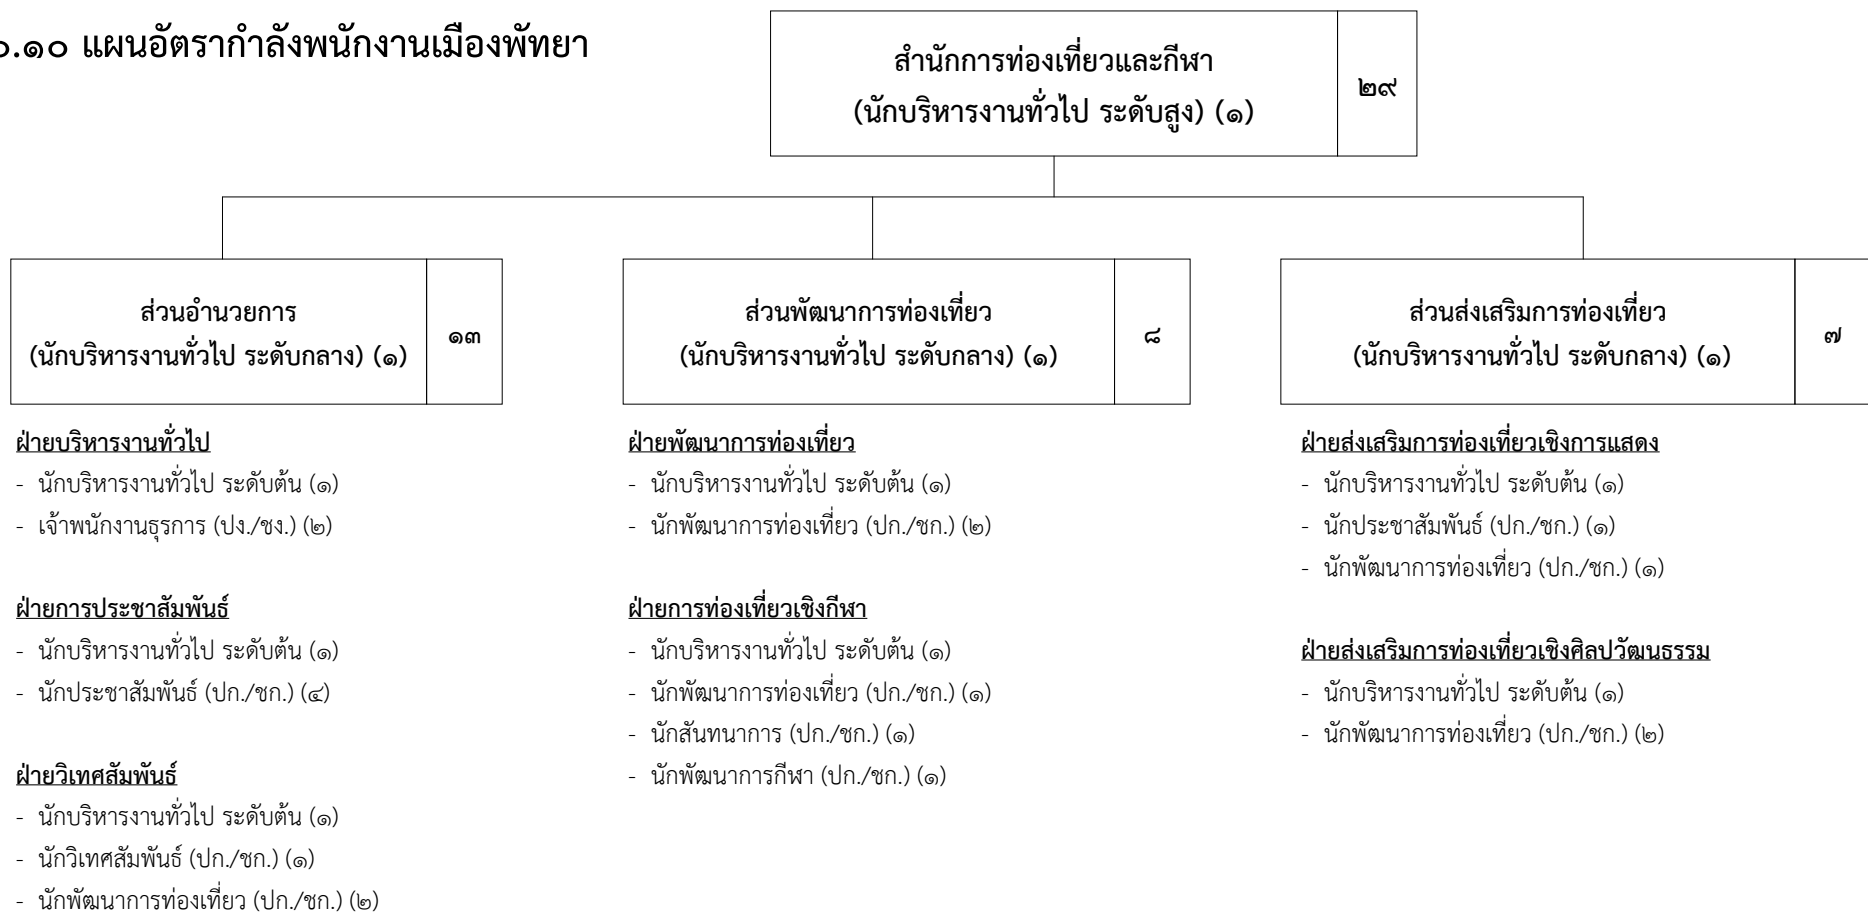 .๑๐ แผนอัตรากำลังพนักงานเมืองพัทยา
สำนักการท่องเที่ยวและกีฬา
(นักบริหารงานทั่วไป ระดับสูง) (๑)
๒๙
ส่วนอำนวยการ
(นักบริหารงานทั่วไป ระดับกลาง) (๑)
๑๓
ฝ่ายบริหารงานทั่วไป
- นักบริหารงานทั่วไป ระดับต้น (๑)
- เจ้าพนักงานธุรการ (ปง./ชง.) (๒)
ฝ่ายการประชาสัมพันธ์
- นักบริหารงานทั่วไป ระดับต้น (๑)
- นักประชาสัมพันธ์ (ปก./ชก.) (๔)
ฝ่ายวิเทศสัมพันธ์
- นักบริหารงานทั่วไป ระดับต้น (๑)
- นักวิเทศสัมพันธ์ (ปก./ชก.) (๑)
- นักพัฒนาการท่องเที่ยว (ปก./ชก.) (๒)
ส่วนพัฒนาการท่องเที่ยว
(นักบริหารงานทั่วไป ระดับกลาง) (๑)
๘
ฝ่ายพัฒนาการท่องเที่ยว
- นักบริหารงานทั่วไป ระดับต้น (๑)
- นักพัฒนาการท่องเที่ยว (ปก./ชก.) (๒)
ฝ่ายการท่องเที่ยวเชิงกีฬา
- นักบริหารงานทั่วไป ระดับต้น (๑)
- นักพัฒนาการท่องเที่ยว (ปก./ชก.) (๑)
- นักสันทนาการ (ปก./ชก.) (๑)
- นักพัฒนาการกีฬา (ปก./ชก.) (๑)
ส่วนส่งเสริมการท่องเที่ยว
(นักบริหารงานทั่วไป ระดับกลาง) (๑)
๗
ฝ่ายส่งเสริมการท่องเที่ยวเชิงการแสดง
- นักบริหารงานทั่วไป ระดับต้น (๑)
- นักประชาสัมพันธ์ (ปก./ชก.) (๑)
- นักพัฒนาการท่องเที่ยว (ปก./ชก.) (๑)
ฝ่ายส่งเสริมการท่องเที่ยวเชิงศิลปวัฒนธรรม
- นักบริหารงานทั่วไป ระดับต้น (๑)
- นักพัฒนาการท่องเที่ยว (ปก./ชก.) (๒)